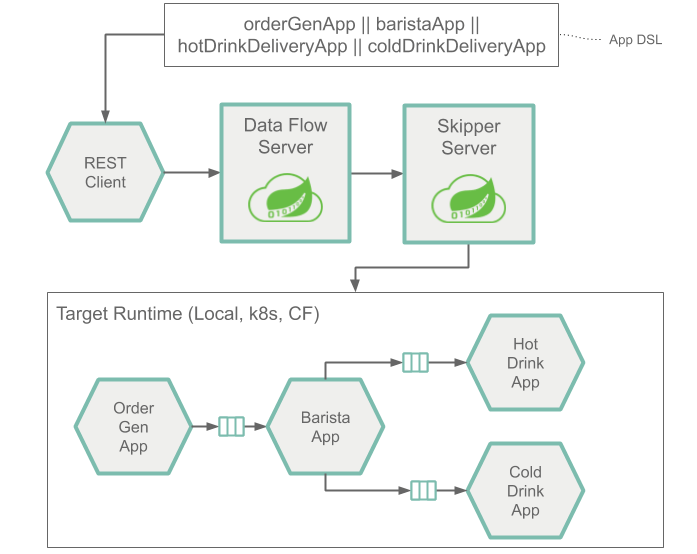 orderGenApp || baristaApp ||
hotDrinkDeliveryApp || coldDrinkDeliveryApp
App DSL
REST
Client
Data Flow
Server
Skipper
Server
Target Runtime (Local, k8s, CF)
Order
Gen
App
Barista
App
Hot
Drink
App
Cold
Drink
App